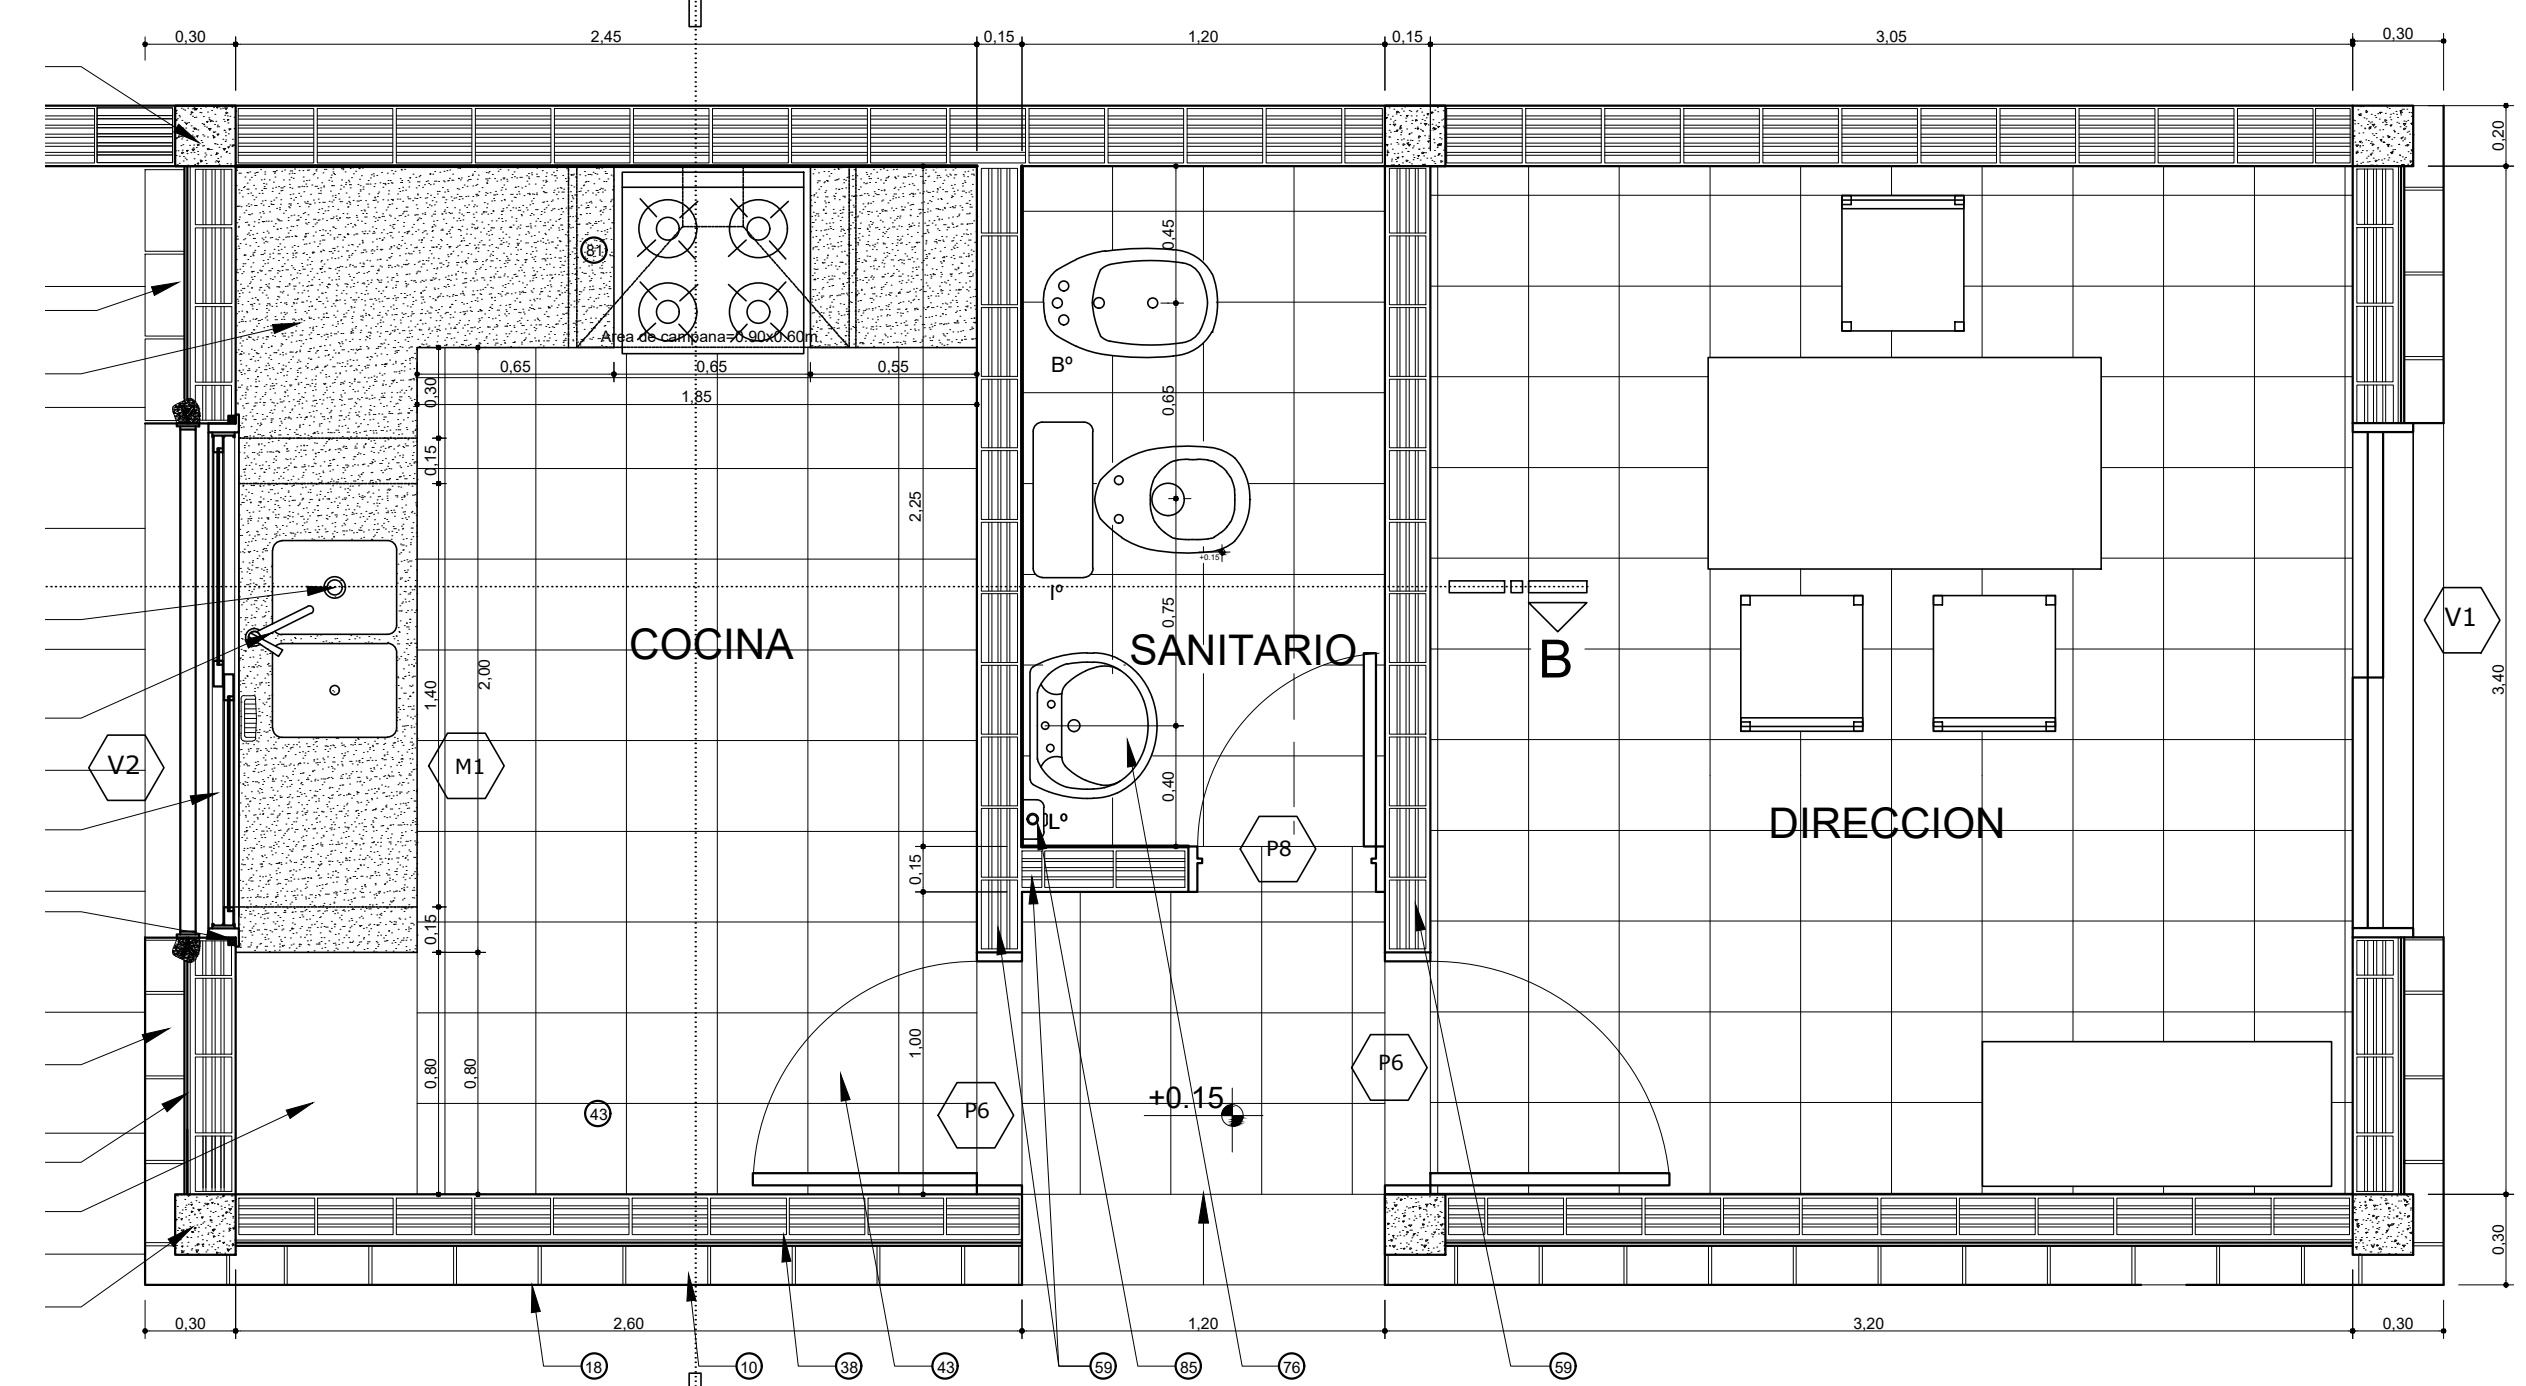 0,30 2,45 0,15 1,20 0,15 3,05 0,30
0,20
81
0,45
Area de campana=0.90x0.60m
Bº
0,65 0,65 0,55
0,30
1,85
0,65
0,15
2,25
+0.15
Iº
0,75
V1
COCINA
SANITARIO
B
3,40
2,00
1,40
V2
M1
0,40
DIRECCION
Lº
P8
0,15
0,15
1,00
0,80
0,80
P6
+0.15
43
P6
0,30
0,30 2,60 1,20 3,20 0,30
18 10 38 43 59 85 76 59